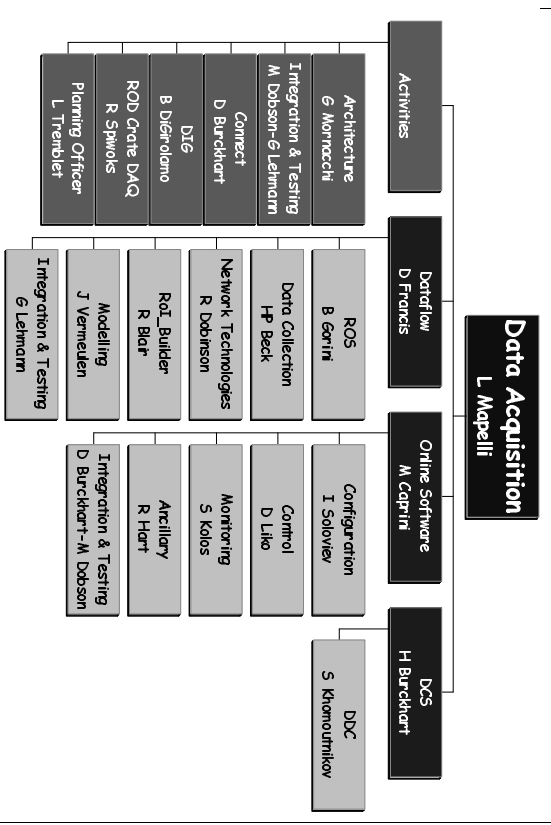 Data Acquisition
L Mapelli
Activities
Architecture
G Mornacchi
Integration & Testing
M Dobson-G Lehmann
Connect
D Burckhart
DIG
B DiGirolamo
ROD Crate DAQ
R Spiwoks
Planning Officer
L Tremblet
Dataflow
D Francis
ROS
B Gorini
Data Collection
HP Beck
Network Technologies
R Dobinson
RoI_Builder
R Blair
Modelling
J Vermeulen
Integration & Testing
G Lehmann
Online Software
M Caprini
Configuration
I Soloviev
Control
D Liko
Monitoring
S Kolos
Ancillary
R Hart
Integration & Testing
D Burckhart-M Dobson
DCS
H Burckhart
DDC
S Khomoutnikov